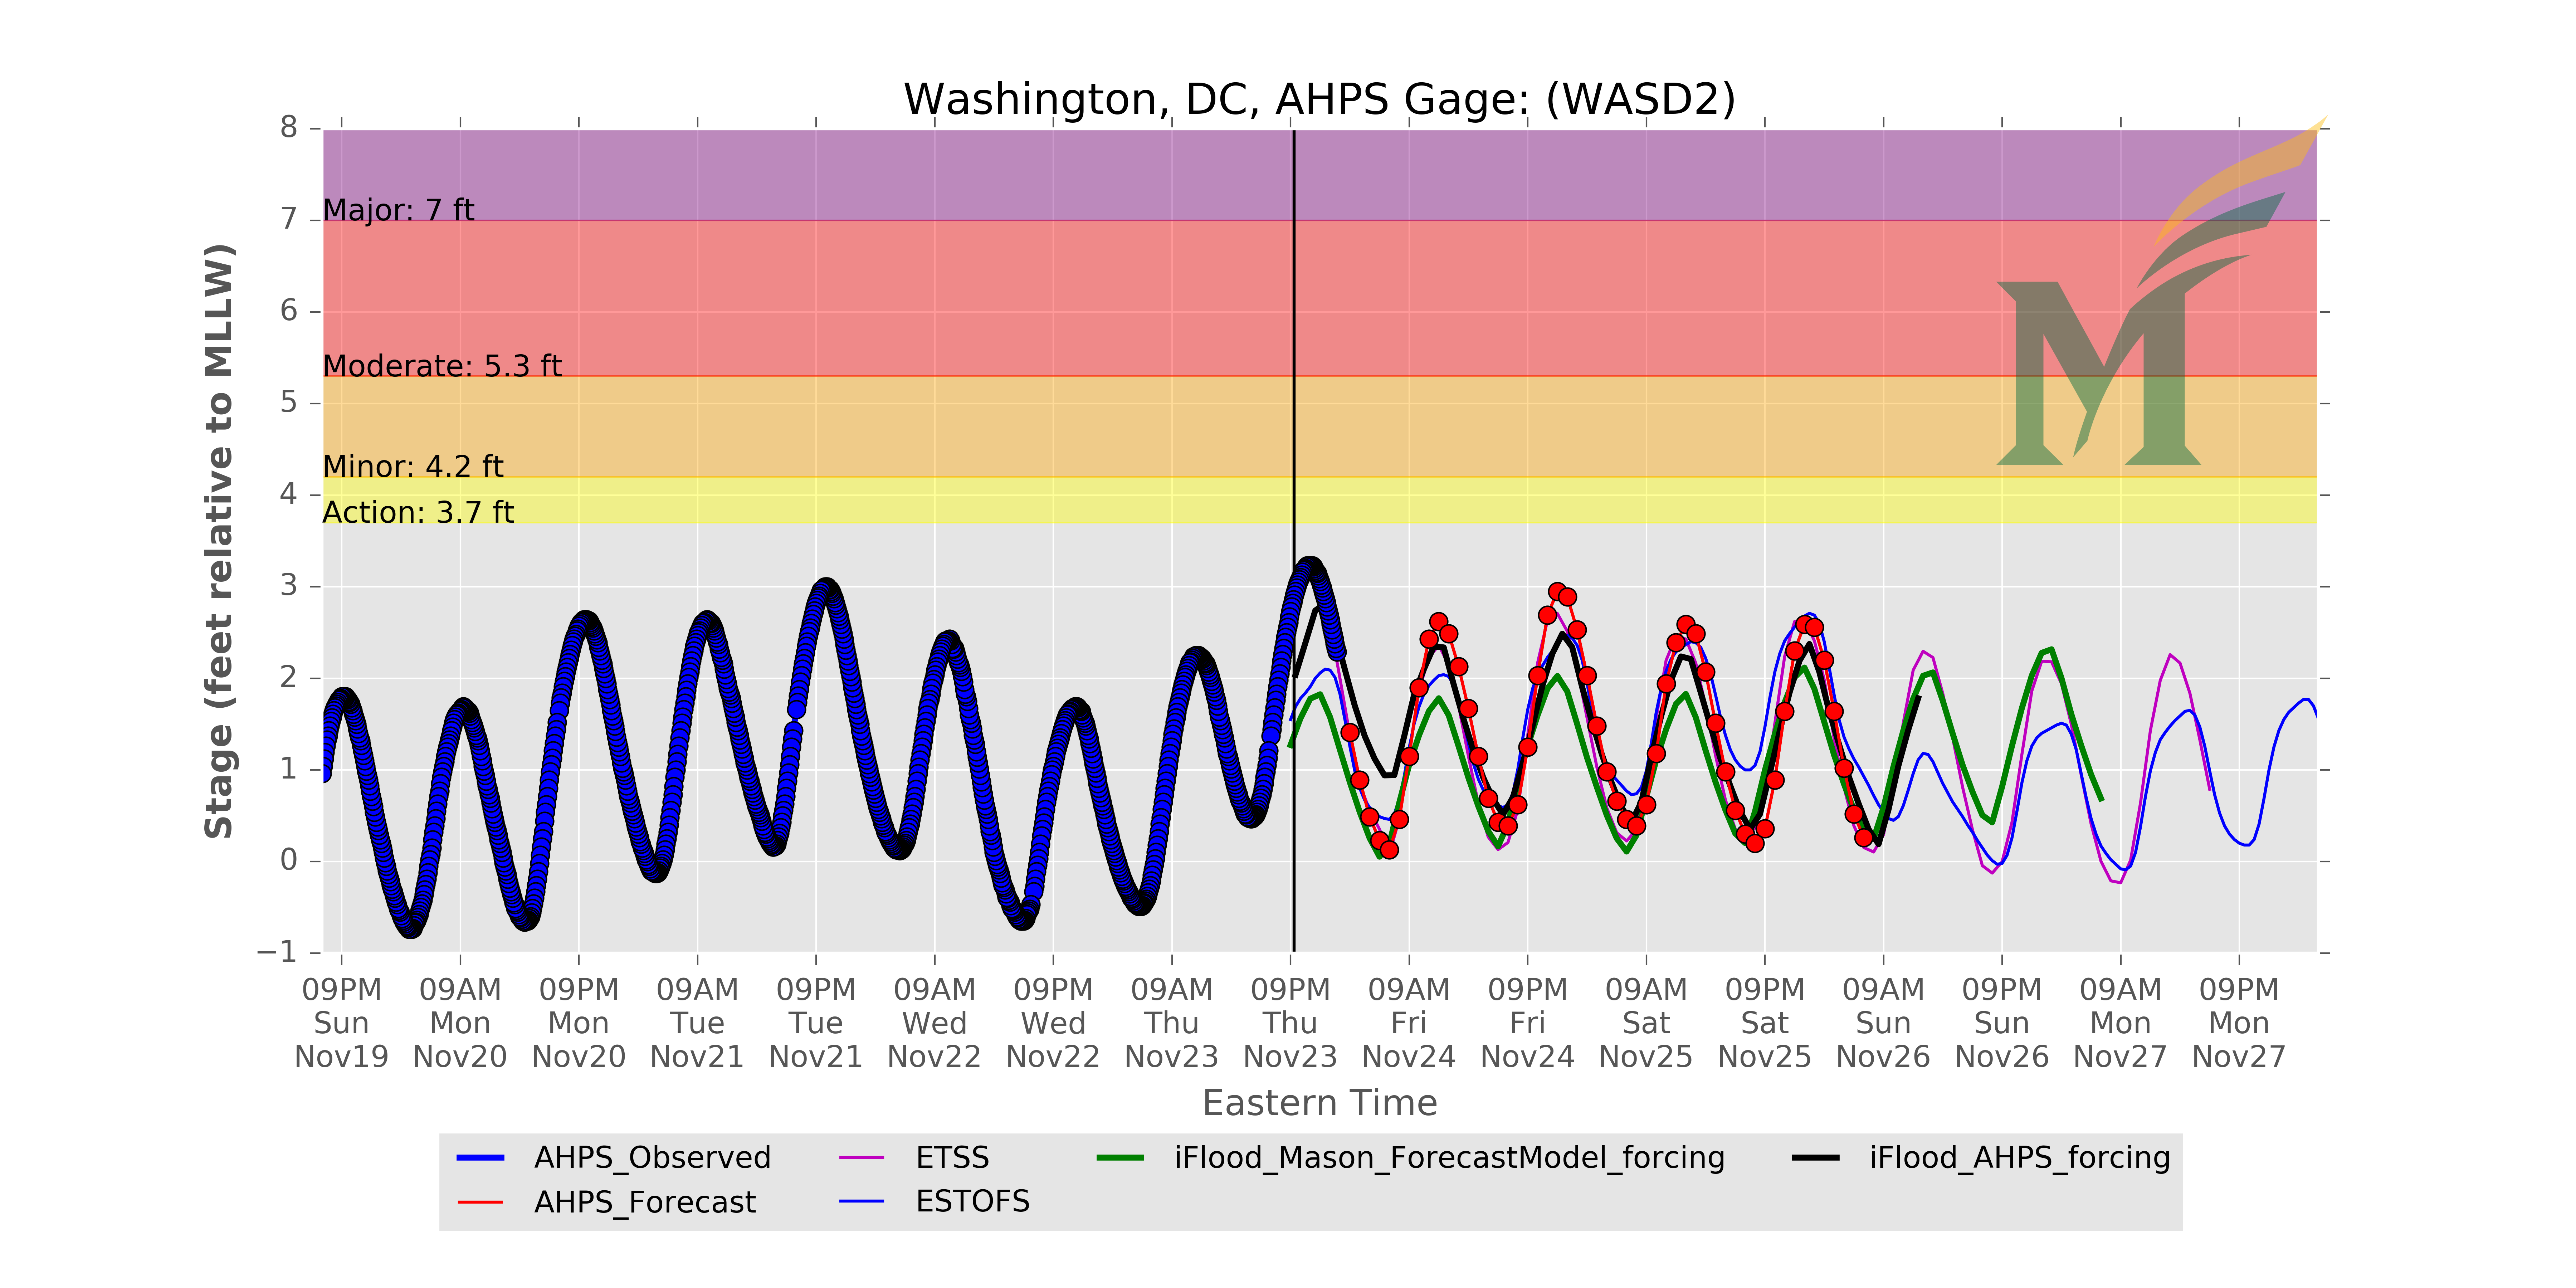 Washington, DC, AHPS Gage: (WASD2)
8
7
6
5
4
3
2
1
0
−1
Stage (feet relative to MLLW)
Major: 7 ft
Moderate: 5.3 ft
Minor: 4.2 ft
Action: 3.7 ft
09PM 09AM 09PM 09AM 09PM 09AM 09PM 09AM 09PM 09AM 09PM 09AM 09PM 09AM 09PM 09AM 09PM
Sun Mon Mon Tue Tue Wed Wed Thu Thu Fri Fri Sat Sat Sun Sun Mon Mon
Nov19 Nov20 Nov20 Nov21 Nov21 Nov22 Nov22 Nov23 Nov23 Nov24 Nov24 Nov25 Nov25 Nov26 Nov26 Nov27 Nov27
Eastern Time
AHPS_Observed ETSS iFlood_Mason_ForecastModel_forcing iFlood_AHPS_forcing
AHPS_Forecast ESTOFS
M